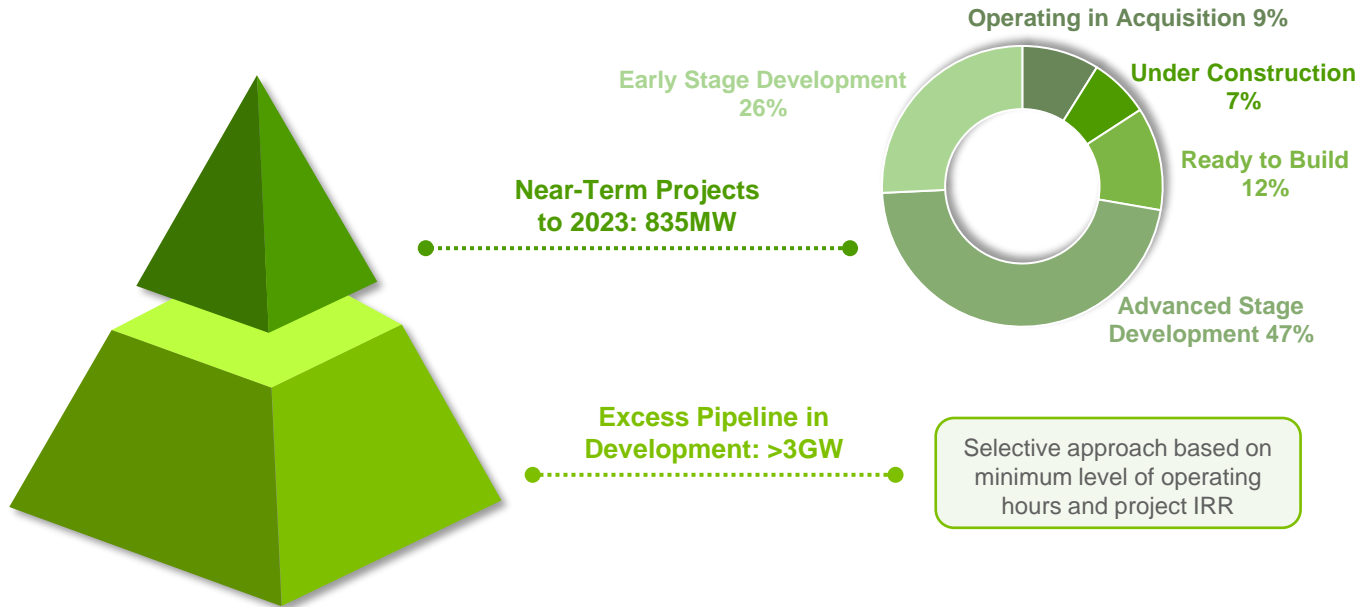 Operating in Acquisition 9%
Under Construction
7%
Early Stage Development
26%
Ready to Build
12%
Near-Term Projects
to 2023: 835MW
Advanced Stage
Development 47%
Excess Pipeline in
Development: >3GW
Selective approach based on
minimum level of operating
hours and project IRR